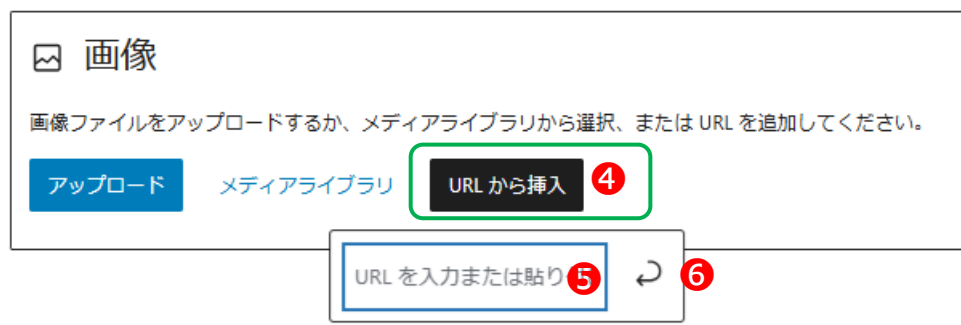 画像
画像ファイルをアップロードするか、メディアライブラリから選択、または URL を追加してください。
アップロード メディアライブラリ URL から挿入 ❹
URL を入力または貼り ❺ ❻